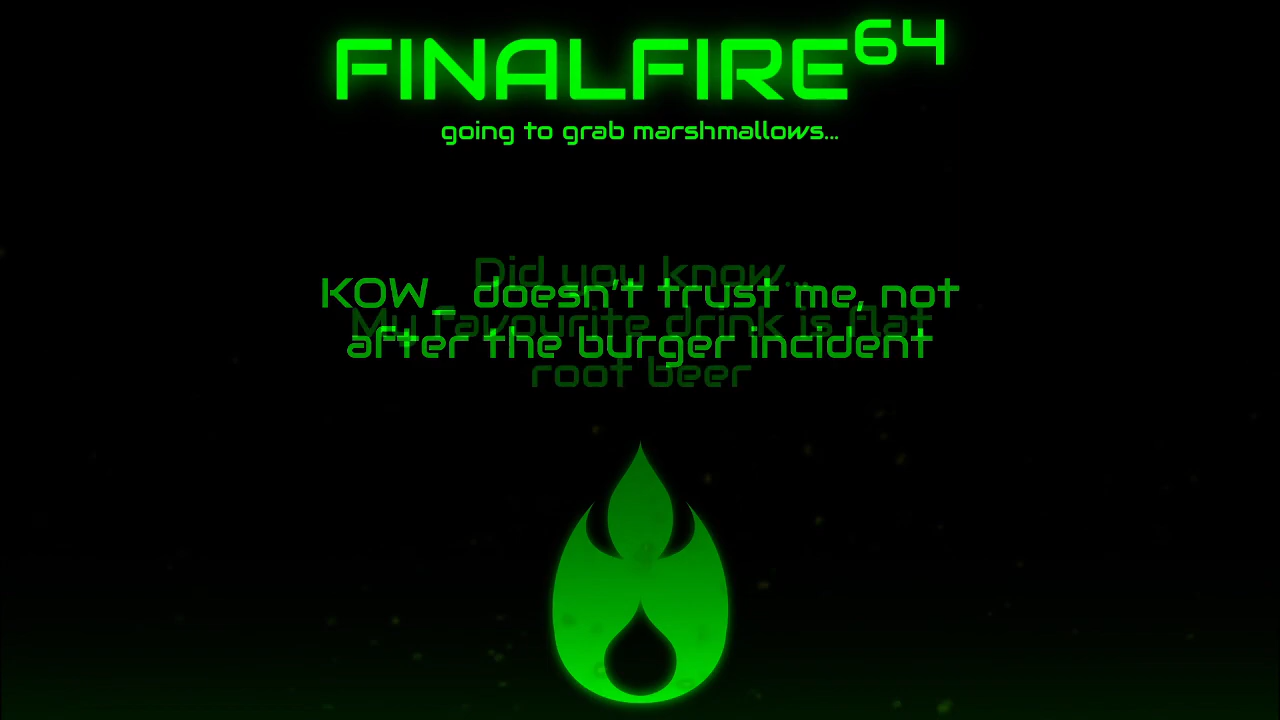 FINALFIRE64
going to grab marshmallows...
Did you know...
KOW_ doesn't trust me, not
My favourite drink is flat
after the burger incident
root beer